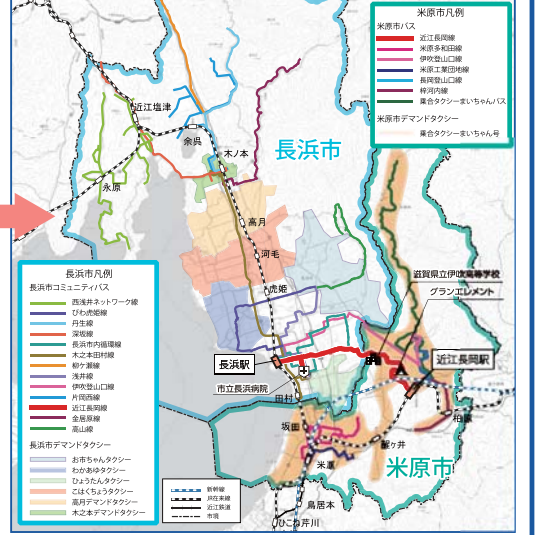 米原市凡例
米原市バス
近江長岡線
米原多和田線
伊吹登山口線
米原工業団地線
長岡登山口線
梓河内線
乗合タクシーまいちゃんバス
米原市デマンドタクシー
乗合タクシーまいちゃん号
近江塩津
余呉
木ノ本
永原
長浜市
高月
河毛
虎姫
滋賀県立伊吹高等学校
グランエレメント
長浜駅
近江長岡駅
市立長浜病院
田村
坂田
柏原
醒ヶ井
米原
米原市
鳥居本
ひこね芹川
長浜市凡例
長浜市コミュニティバス
西浅井ネットワーク線
びわ虎姫線
丹生線
深坂線
長浜市内循環線
木之本田村線
柳ケ瀬線
浅井線
伊吹登山口線
片岡西線
近江長岡線
金居原線
高山線
長浜市デマンドタクシー
お市ちゃんタクシー
わかあゆタクシー
ひょうたんタクシー
こはくちょうタクシー
高月デマンドタクシー
木之本デマンドタクシー
新幹線
JR在来線
近江鉄道
市境